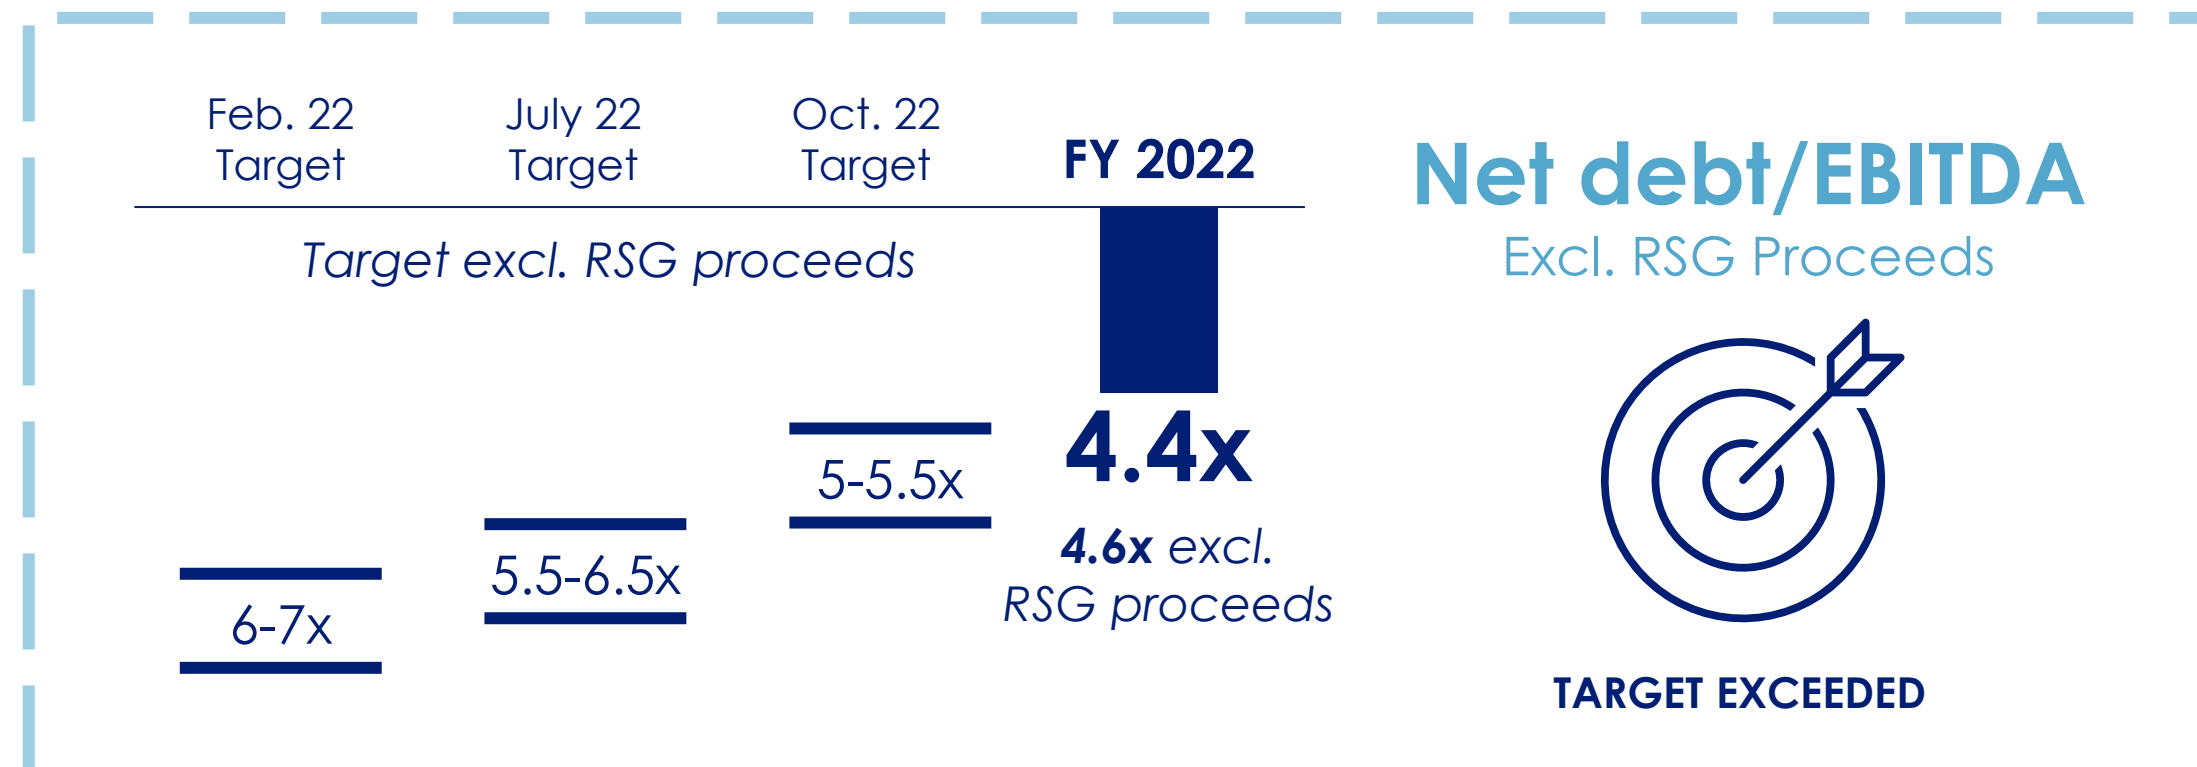 Feb. 22
Target
July 22
Target
Oct. 22
Target
FY 2022
Target excl. RSG proceeds
6-7x
5.5-6.5x
5-5.5x
4.4x
4.6x excl.
RSG proceeds
Net debt/EBITDA
Excl. RSG Proceeds
TARGET EXCEEDED